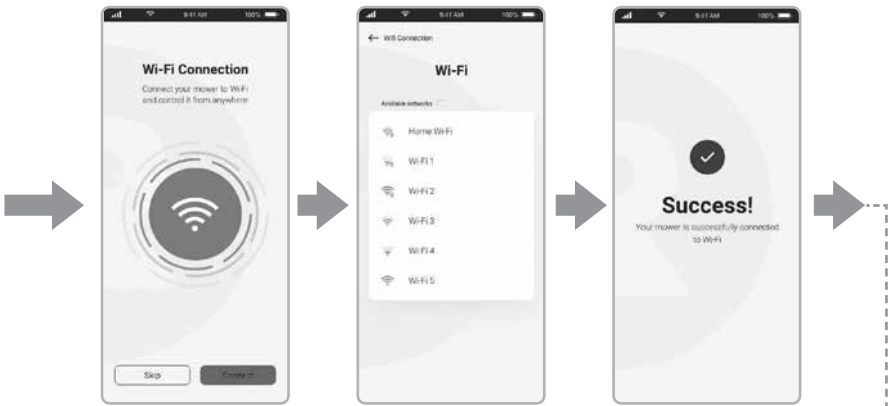 9:41 AM 100%
Wi-Fi Connection
Connect your mower to Wi-Fi
and control it from anywhere
Skip
Connect
9:41 AM 100%
← Wifi Connection
Wi-Fi
Available networks
Home Wi-Fi
Wi-Fi 1
Wi-Fi 2
Wi-Fi 3
Wi-Fi 4
Wi-Fi 5
9:41 AM 100%
Success!
Your mower is successfully connected
to Wi-Fi